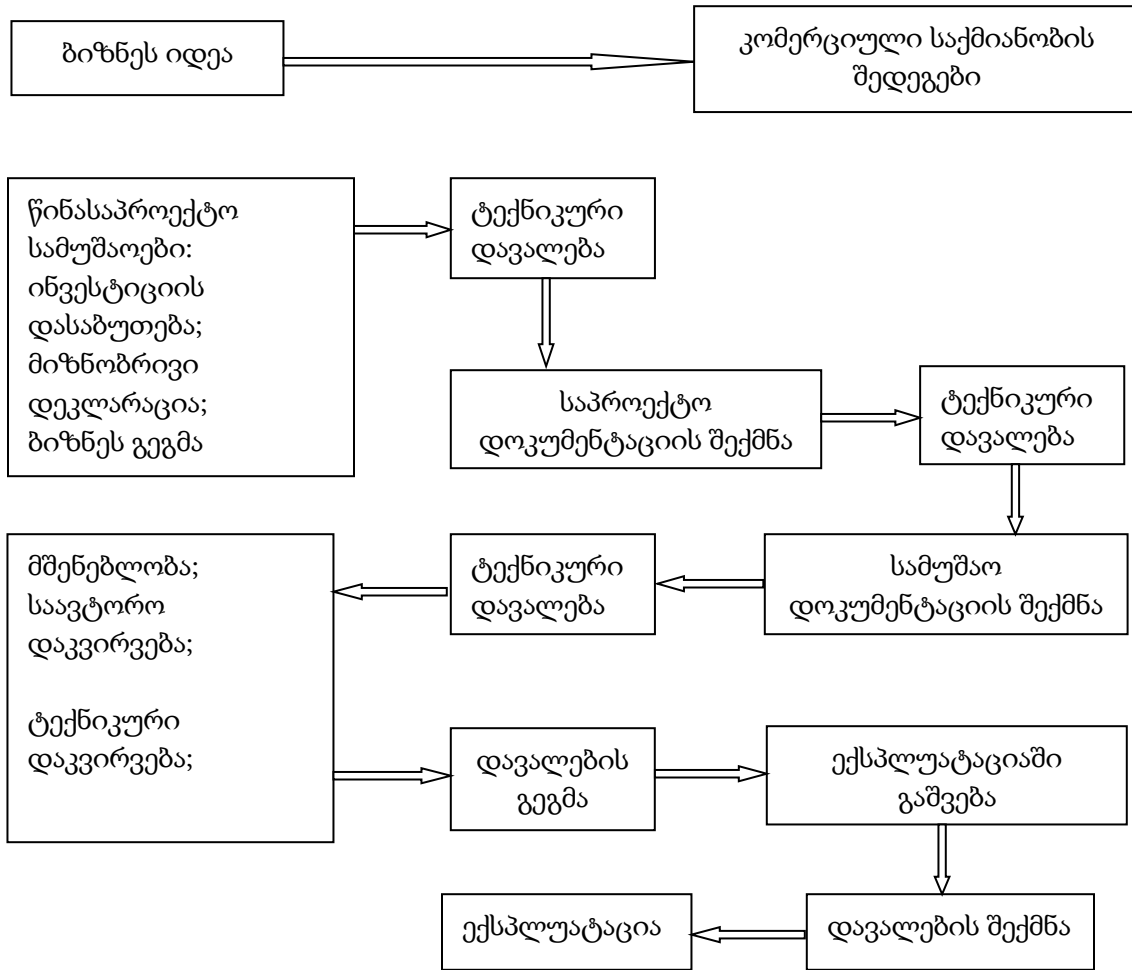 ბიზნეს იდეა
კომერციული საქმიანობის
შედეგები
წინასაპროექტო
სამუშაოები:
ინვესტიციის
დასაბუთება;
მიზნობრივი
დეკლარაცია;
ბიზნეს გეგმა
ტექნიკური
დავალება
საპროექტო
დოკუმენტაციის შექმნა
ტექნიკური
დავალება
სამუშაო
დოკუმენტაციის შექმნა
ტექნიკური
დავალება
მშენებლობა;
საავტორო
დაკვირვება;
ტექნიკური
დაკვირვება;
დავალების
გეგმა
ექსპლუატაციაში
გაშვება
დავალების შექმნა
ექსპლუატაცია